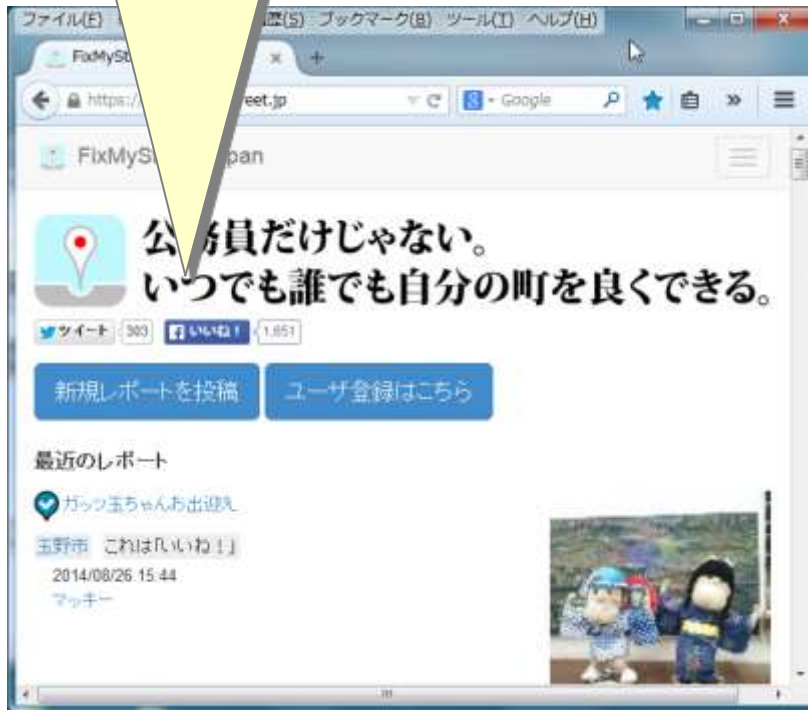 ファイル(E) (S) ブックマーク(B) ツール(T) ヘルプ(H)
FixMySt × +
https:/ eet.jp Google
FixMyS pan
公 務員だけじゃない。
いつでも誰でも自分の町を良くできる。
ツイート 303 いいね! 1,651
新規レポートを投稿 ユーザ登録はこちら
最近のレポート
ガッツ玉ちゃんお出迎え
玉野市 これは「いいね！」
2014/08/26 15:44
マッキー